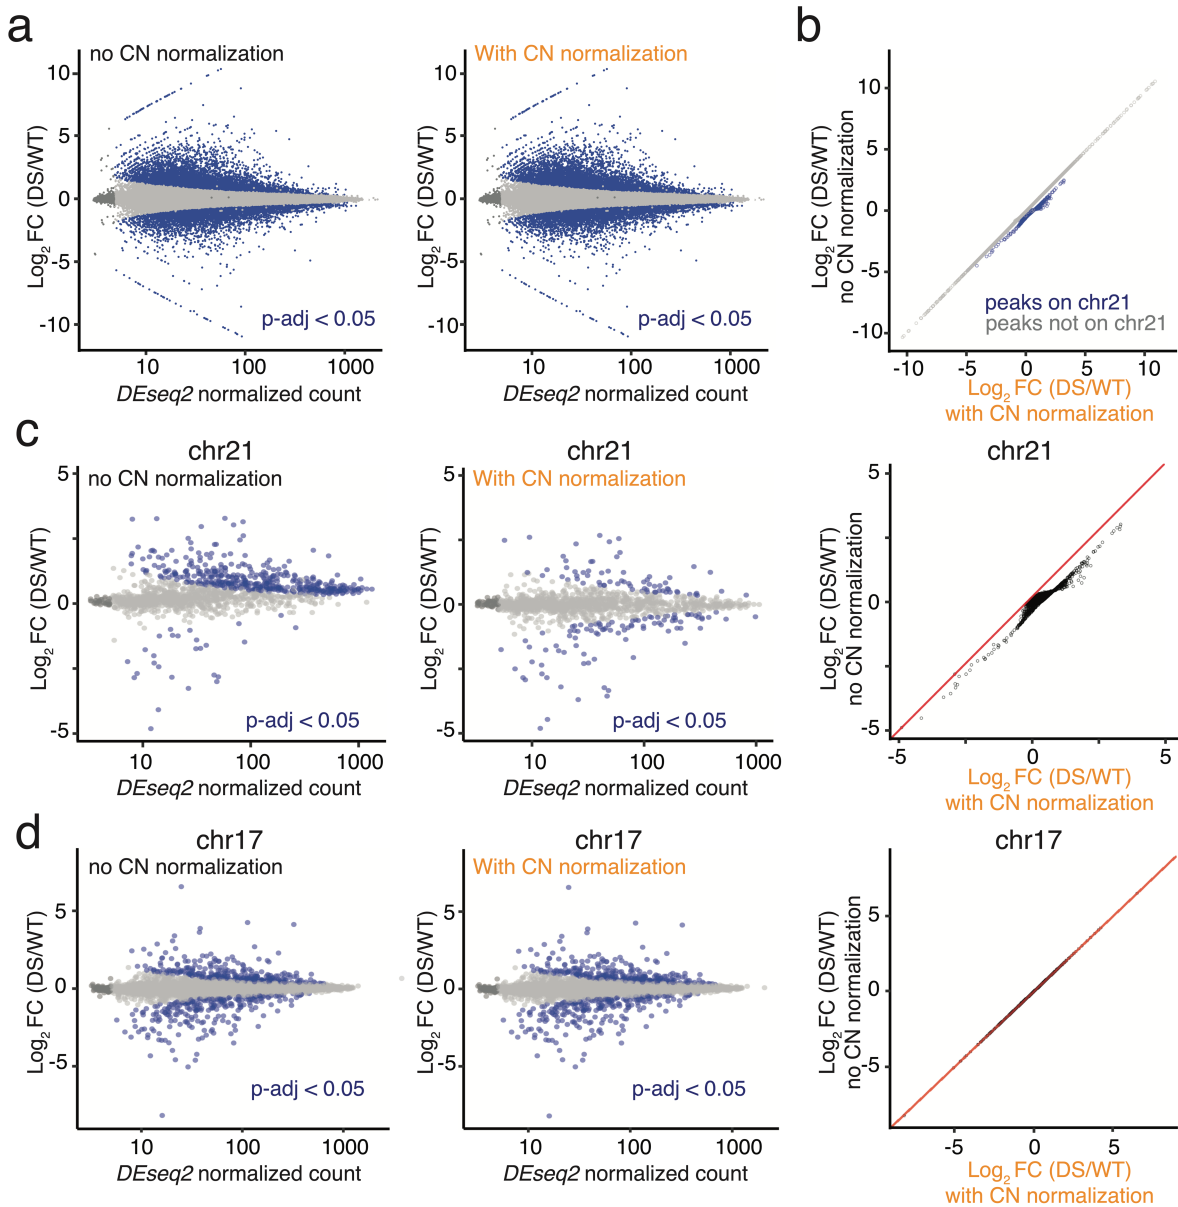 a
no CN normalization
Log2 FC (DS/WT)
10
5
0
-5
-10
p-adj < 0.05
10 100 1000
DEseq2 normalized count
With CN normalization
Log2 FC (DS/WT)
10
5
0
-5
-10
p-adj < 0.05
10 100 1000
DEseq2 normalized count
b
Log2 FC (DS/WT)
no CN normalization
10
5
0
-5
-10
peaks on chr21
peaks not on chr21
-10 -5 0 5 10
Log2 FC (DS/WT)
with CN normalization
c
chr21
no CN normalization
Log2 FC (DS/WT)
5
0
-5
p-adj < 0.05
10 100 1000
DEseq2 normalized count
chr21
With CN normalization
Log2 FC (DS/WT)
5
0
-5
p-adj < 0.05
10 100 1000
DEseq2 normalized count
chr21
Log2 FC (DS/WT)
no CN normalization
5
0
-5
-5 0 5
Log2 FC (DS/WT)
with CN normalization
d
chr17
no CN normalization
Log2 FC (DS/WT)
5
0
-5
p-adj < 0.05
10 100 1000
DEseq2 normalized count
chr17
With CN normalization
Log2 FC (DS/WT)
5
0
-5
p-adj < 0.05
10 100 1000
DEseq2 normalized count
chr17
Log2 FC (DS/WT)
no CN normalization
5
0
-5
-5 0 5
Log2 FC (DS/WT)
with CN normalization